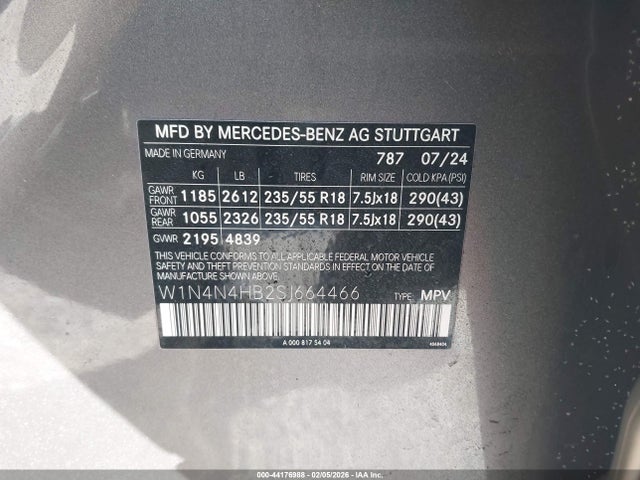 MFD BY MERCEDES-BENZ AG STUTTGART
MADE IN GERMANY 787 07/24
KG LB TIRES RIM SIZE COLD KPA (PSI)
GAWR FRONT 1185 2612 235/55 R18 7.5Jx18 290(43)
GAWR REAR 1055 2326 235/55 R18 7.5Jx18 290(43)
GVWR 2195 4839
THIS VEHICLE CONFORMS TO ALL APPLICABLE FEDERAL MOTOR VEHICLE
SAFETY STANDARDS AND THEFT PREVENTION STANDARDS IN EFFECT
ON THE DATE OF MANUFACTURE SHOWN ABOVE.
W1N4N4HB2SJ664466 TYPE: MPV
A 000 817 54 04
000-44176988 - 02/05/2026 - IAAI.COM